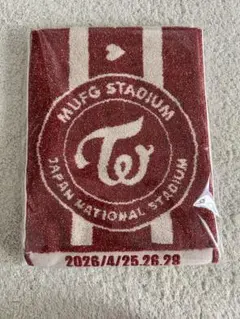 MUFG STADIUM
TW
JAPAN NATIONAL STADIUM
2026/4/25.26.28